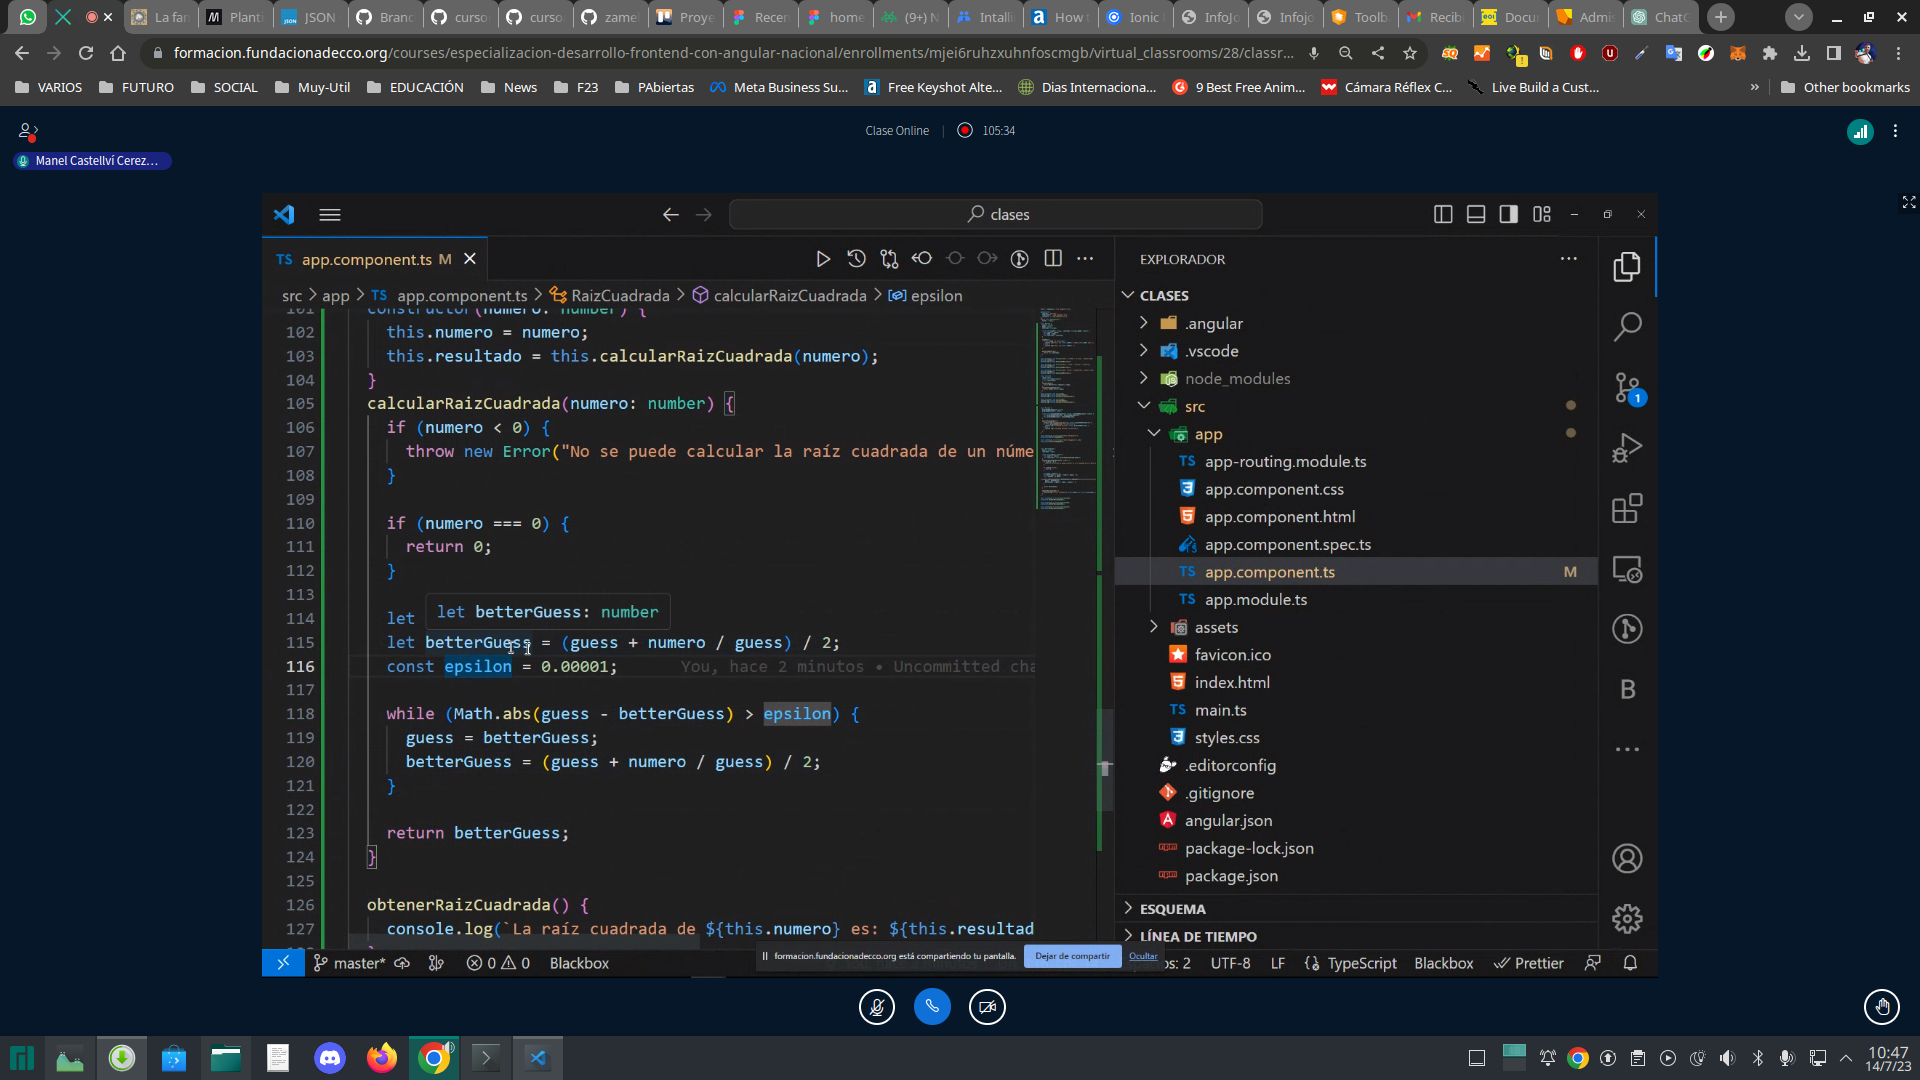 La fan
Planti
JSON
Branc
curso
curso
zame
Proye
Recen
home
(9+) N
Intalli
How t
Ionic
InfoJo
Infojo
Toolb
Recib
Docur
Admis
ChatG
formacion.fundacionadecco.org/courses/especializacion-desarrollo-frontend-con-angular-nacional/enrollments/mjei6ruhzxuhnfoscmgb/virtual_classrooms/28/classr...
VARIOS
FUTURO
SOCIAL
Muy-Util
EDUCACIÓN
News
F23
PAbiertas
Meta Business Su...
Free Keyshot Alte...
Dias Internaciona...
9 Best Free Anim...
Cámara Réflex C...
Live Build a Cust...
»
Other bookmarks
Clase Online
105:34
Manel Castellví Cerez...
clases
TS app.component.ts M
src > app > TS app.component.ts > RaizCuadrada > calcularRaizCuadrada > epsilon
101 constructor(numero: number) {
102 this.numero = numero;
103 this.resultado = this.calcularRaizCuadrada(numero);
104 }
105 calcularRaizCuadrada(numero: number) {
106 if (numero < 0) {
107 throw new Error("No se puede calcular la raíz cuadrada de un núme
108 }
109
110 if (numero === 0) {
111 return 0;
112 }
113
let betterGuess: number
114 let
115 let betterGuess = (guess + numero / guess) / 2;
116 const epsilon = 0.00001; You, hace 2 minutos • Uncommitted cha
117
118 while (Math.abs(guess - betterGuess) > epsilon) {
119 guess = betterGuess;
120 betterGuess = (guess + numero / guess) / 2;
121 }
122
123 return betterGuess;
124 }
125
126 obtenerRaizCuadrada() {
127 console.log(`La raíz cuadrada de ${this.numero} es: ${this.resultad
EXPLORADOR
CLASES
.angular
.vscode
node_modules
src
app
TS app-routing.module.ts
app.component.css
app.component.html
app.component.spec.ts
TS app.component.ts M
TS app.module.ts
assets
favicon.ico
index.html
TS main.ts
styles.css
.editorconfig
.gitignore
angular.json
package-lock.json
package.json
ESQUEMA
LÍNEA DE TIEMPO
1
B
master*
0 0
Blackbox
formacion.fundacionadecco.org está compartiendo tu pantalla.
Dejar de compartir
Ocultar
os: 2
UTF-8
LF
TypeScript
Blackbox
Prettier
10:47
14/7/23